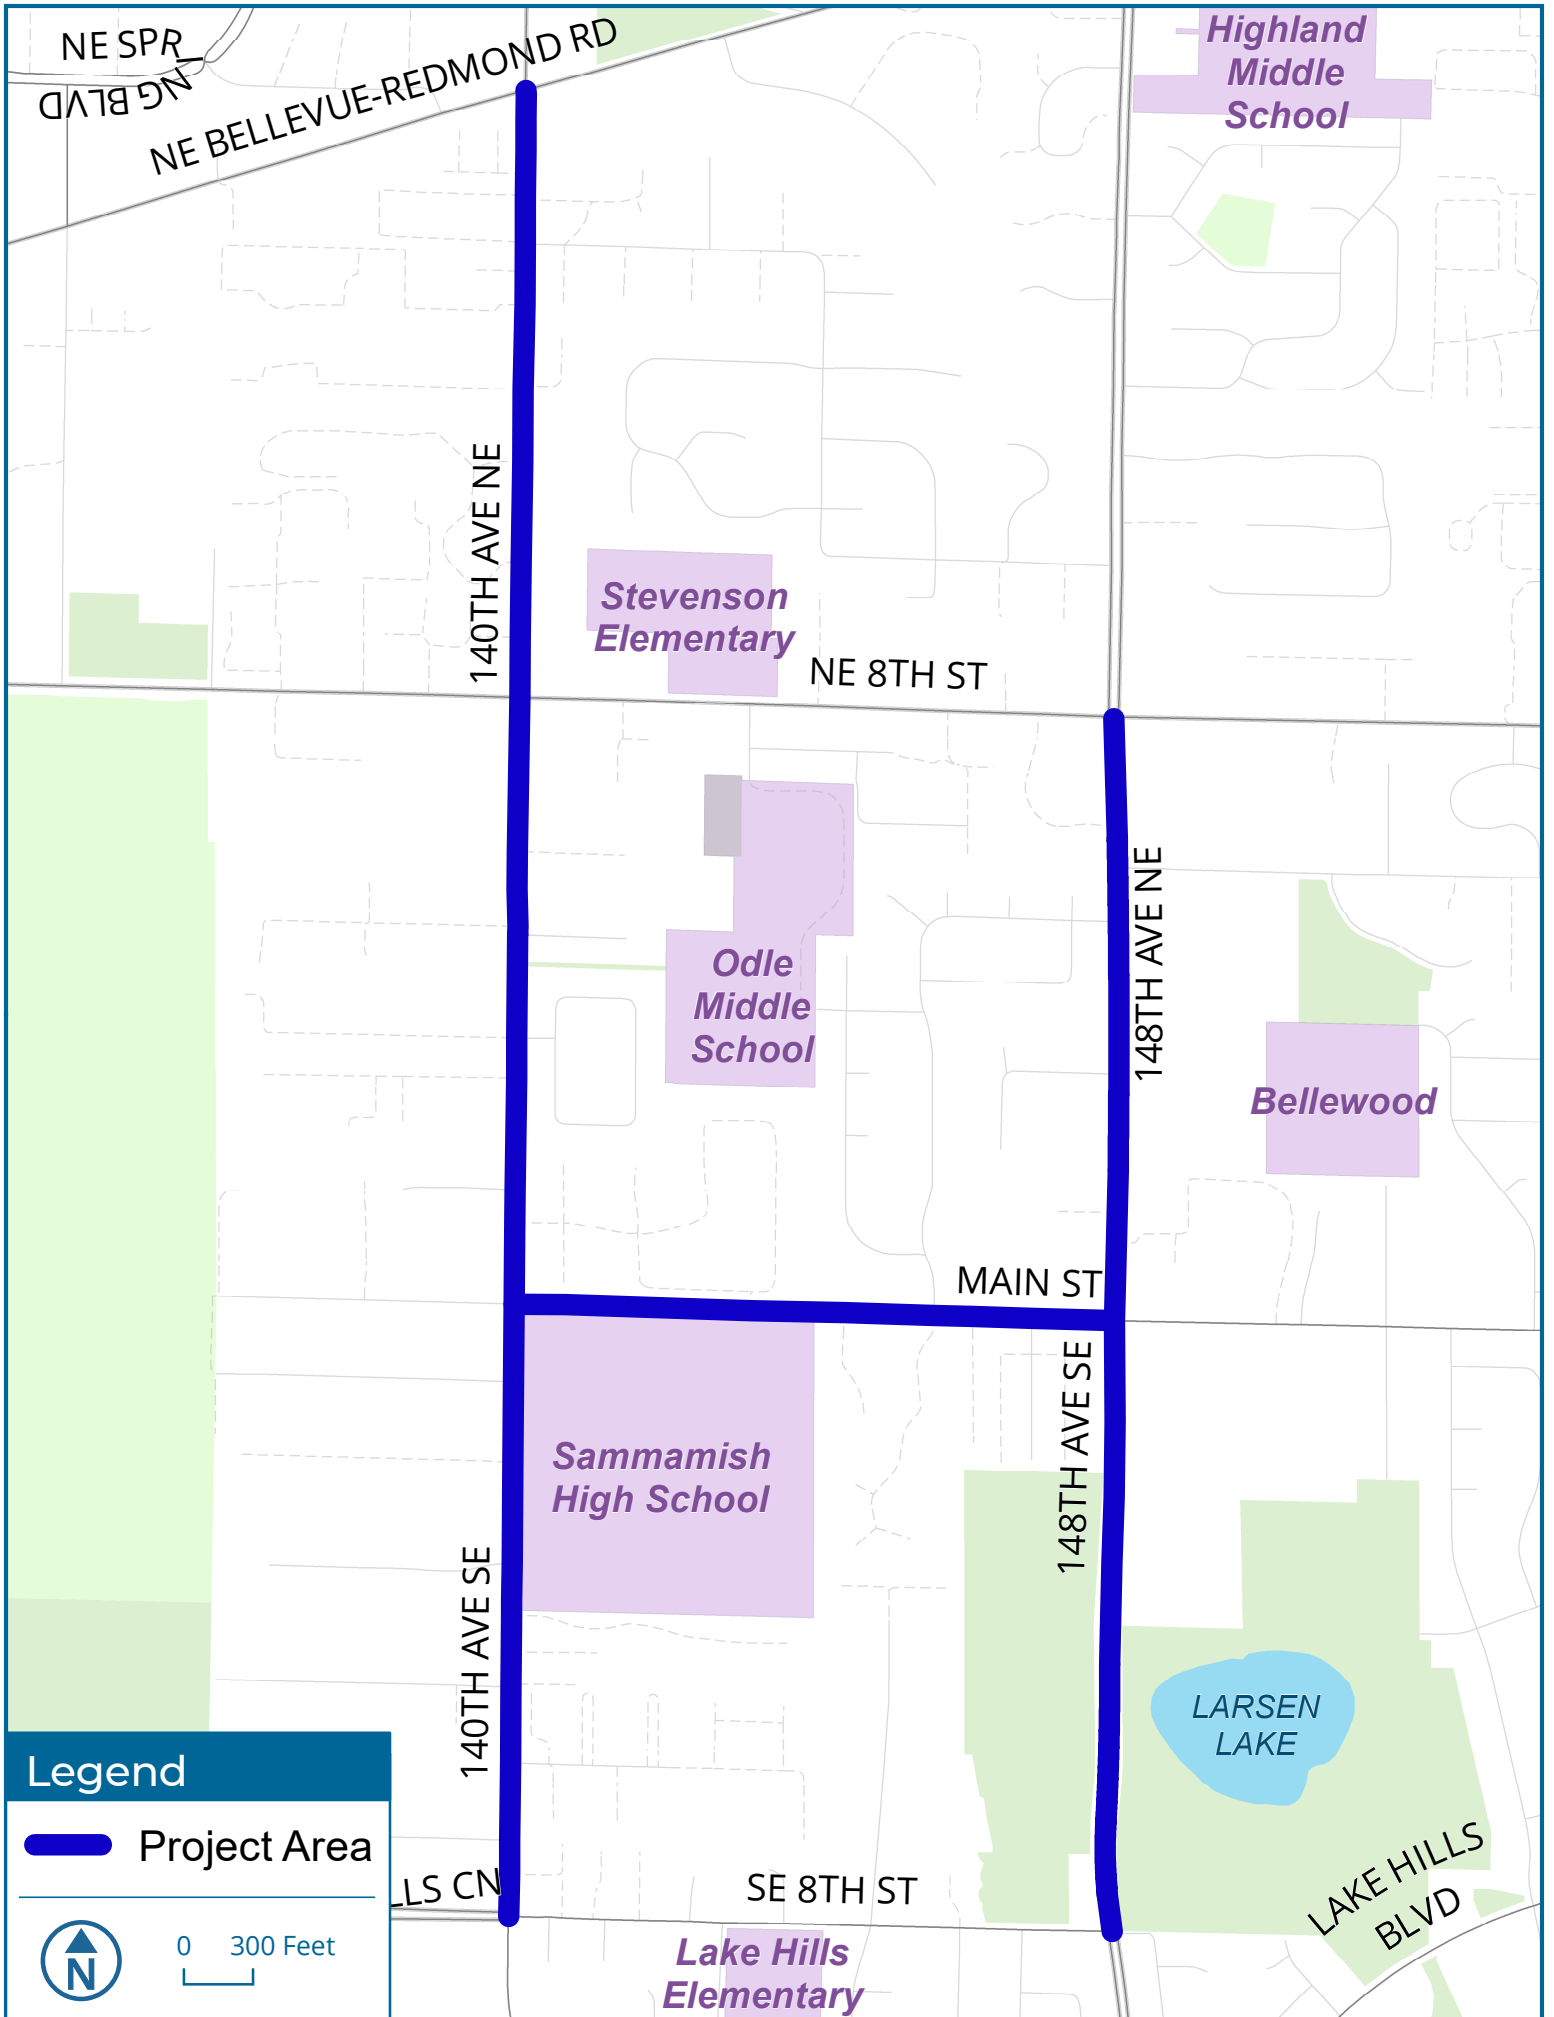 NE SPRING BLVD
NE BELLEVUE-REDMOND RD
Highland
Middle
School
140TH AVE NE
Stevenson
Elementary
NE 8TH ST
148TH AVE NE
Odle
Middle
School
Bellewood
MAIN ST
148TH AVE SE
Sammamish
High School
140TH AVE SE
LARSEN
LAKE
Legend
Project Area
N
0 300 Feet
LLS CN
SE 8TH ST
LAKE HILLS
BLVD
Lake Hills
Elementary